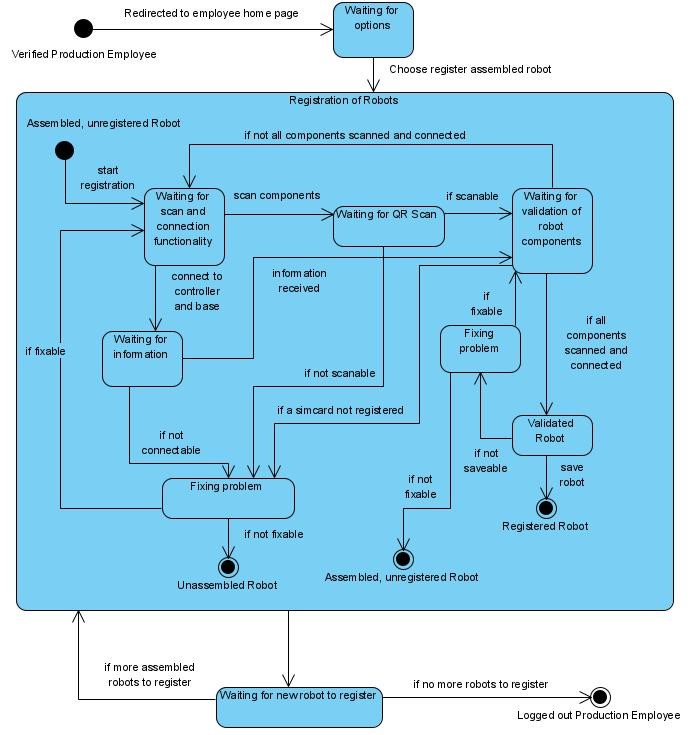 Redirected to employee home page
Waiting for
options
Verified Production Employee
Choose register assembled robot
Registration of Robots
Assembled, unregistered Robot
if not all components scanned and connected
start
registration
Waiting for
scan and
connection
functionality
scan components
Waiting for QR Scan
if scanable
Waiting for
validation of
robot
components
connect to
controller
and base
information
received
if
fixable
if all
components
scanned and
connected
Waiting for
information
Fixing
problem
if fixable
if not scanable
if a simcard not registered
Validated
Robot
if not
connectable
if not
saveable
save
robot
Fixing problem
if not
fixable
if not fixable
Registered Robot
Unassembled Robot
Assembled, unregistered Robot
if more assembled
robots to register
Waiting for new robot to register
if no more robots to register
Logged out Production Employee